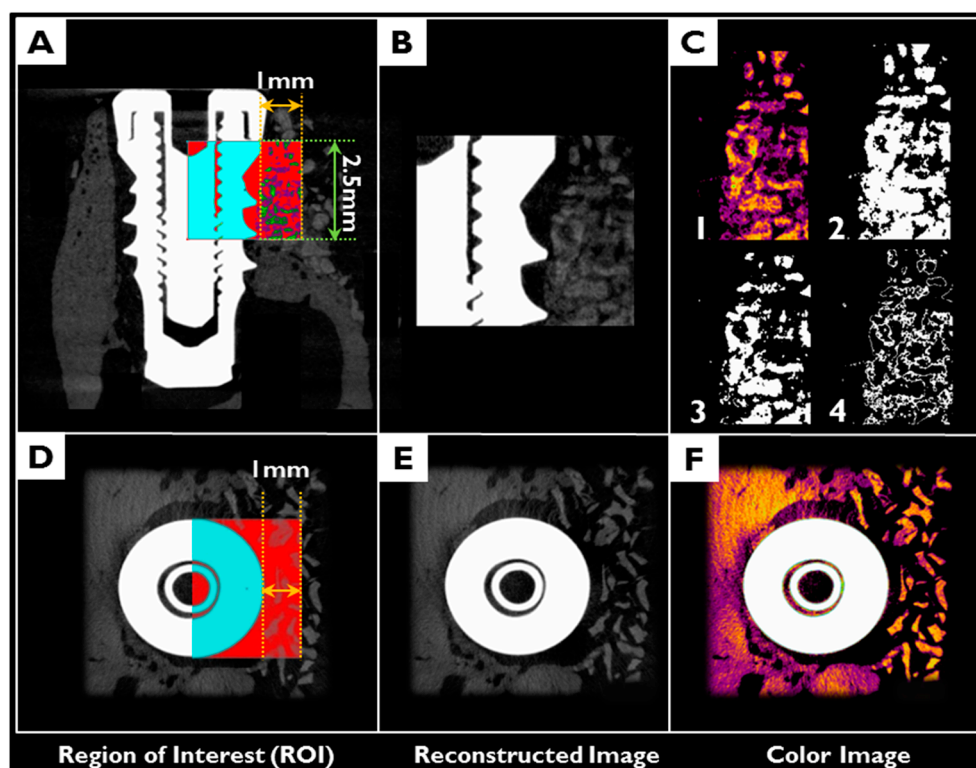 A
B
C
1mm
2.5mm
1
2
3
4
D
E
F
1mm
Region of Interest (ROI)
Reconstructed Image
Color Image